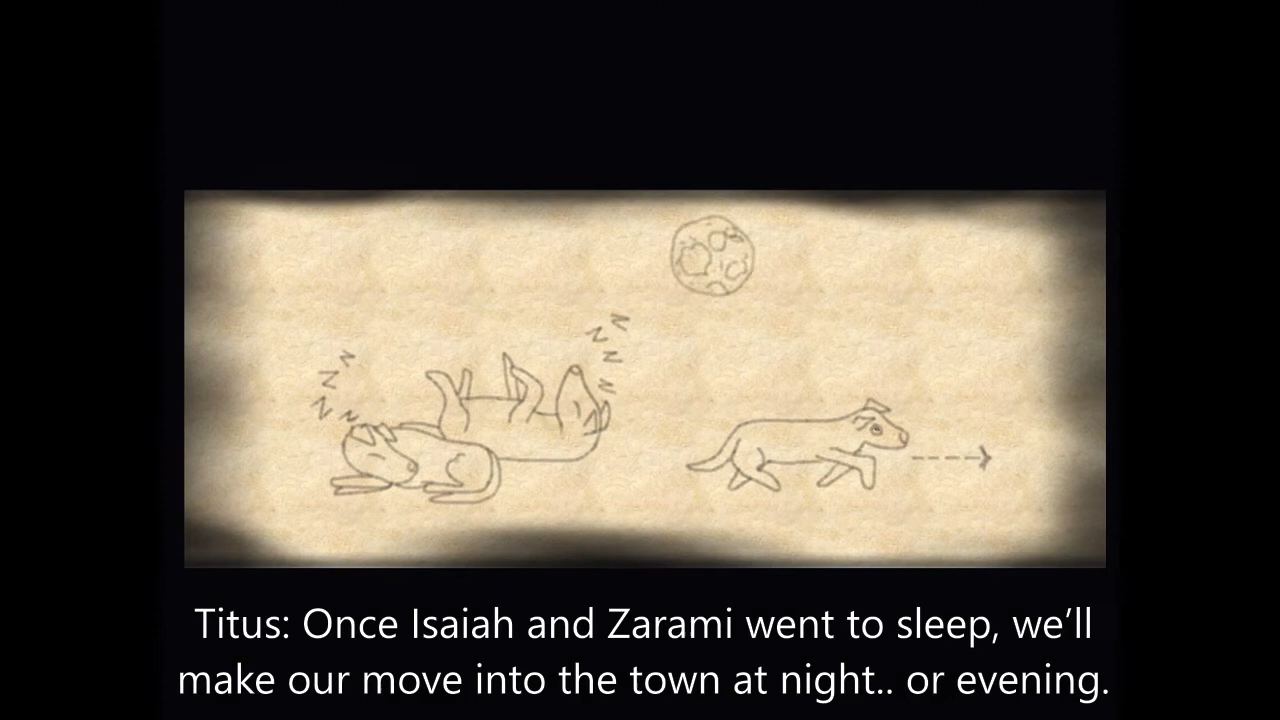 Z Z Z Z
Z Z Z Z
Titus: Once Isaiah and Zarami went to sleep, we’ll
make our move into the town at night.. or evening.